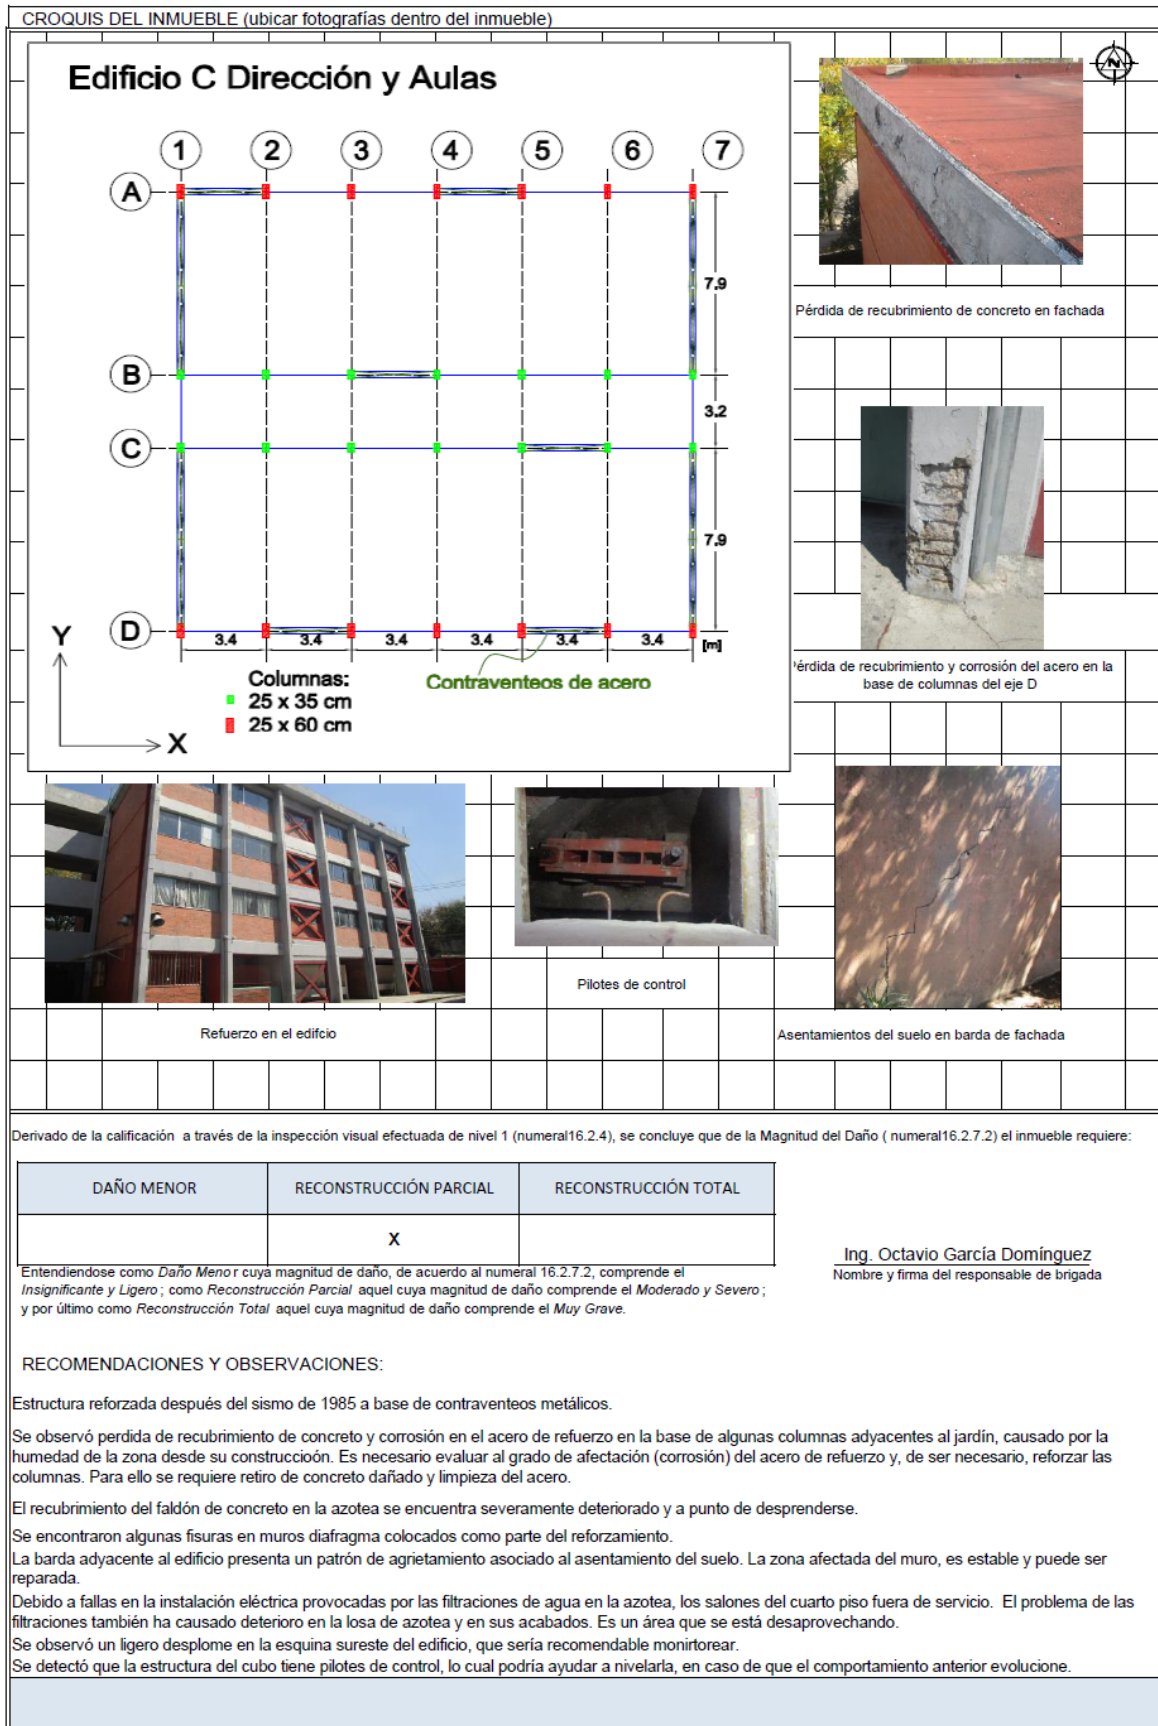 CROQUIS DEL INMUEBLE (ubicar fotografías dentro del inmueble)
Edificio C Dirección y Aulas
N
1 2 3 4 5 6 7
A
7.9
Pérdida de recubrimiento de concreto en fachada
B
3.2
C
7.9
D
3.4 3.4 3.4 3.4 3.4 3.4 [m]
Y
X
Columnas:
25 x 35 cm
25 x 60 cm
Contraventeos de acero
Pérdida de recubrimiento y corrosión del acero en la
base de columnas del eje D
Pilotes de control
Refuerzo en el edifcio
Asentamientos del suelo en barda de fachada
Derivado de la calificación a través de la inspección visual efectuada de nivel 1 (numeral16.2.4), se concluye que de la Magnitud del Daño ( numeral16.2.7.2) el inmueble requiere:
DAÑO MENOR RECONSTRUCCIÓN PARCIAL RECONSTRUCCIÓN TOTAL
X
Ing. Octavio García Domínguez
Nombre y firma del responsable de brigada
Entendiendose como Daño Menor cuya magnitud de daño, de acuerdo al numeral 16.2.7.2, comprende el
Insignificante y Ligero ; como Reconstrucción Parcial aquel cuya magnitud de daño comprende el Moderado y Severo ;
y por último como Reconstrucción Total aquel cuya magnitud de daño comprende el Muy Grave.
RECOMENDACIONES Y OBSERVACIONES:
Estructura reforzada después del sismo de 1985 a base de contraventeos metálicos.
Se observó perdida de recubrimiento de concreto y corrosión en el acero de refuerzo en la base de algunas columnas adyacentes al jardín, causado por la
humedad de la zona desde su construccioón. Es necesario evaluar al grado de afectación (corrosión) del acero de refuerzo y, de ser necesario, reforzar las
columnas. Para ello se requiere retiro de concreto dañado y limpieza del acero.
El recubrimiento del faldón de concreto en la azotea se encuentra severamente deteriorado y a punto de desprenderse.
Se encontraron algunas fisuras en muros diafragma colocados como parte del reforzamiento.
La barda adyacente al edificio presenta un patrón de agrietamiento asociado al asentamiento del suelo. La zona afectada del muro, es estable y puede ser
reparada.
Debido a fallas en la instalación eléctrica provocadas por las filtraciones de agua en la azotea, los salones del cuarto piso fuera de servicio. El problema de las
filtraciones también ha causado deterioro en la losa de azotea y en sus acabados. Es un área que se está desaprovechando.
Se observó un ligero desplome en la esquina sureste del edificio, que sería recomendable monirtorear.
Se detectó que la estructura del cubo tiene pilotes de control, lo cual podría ayudar a nivelarla, en caso de que el comportamiento anterior evolucione.